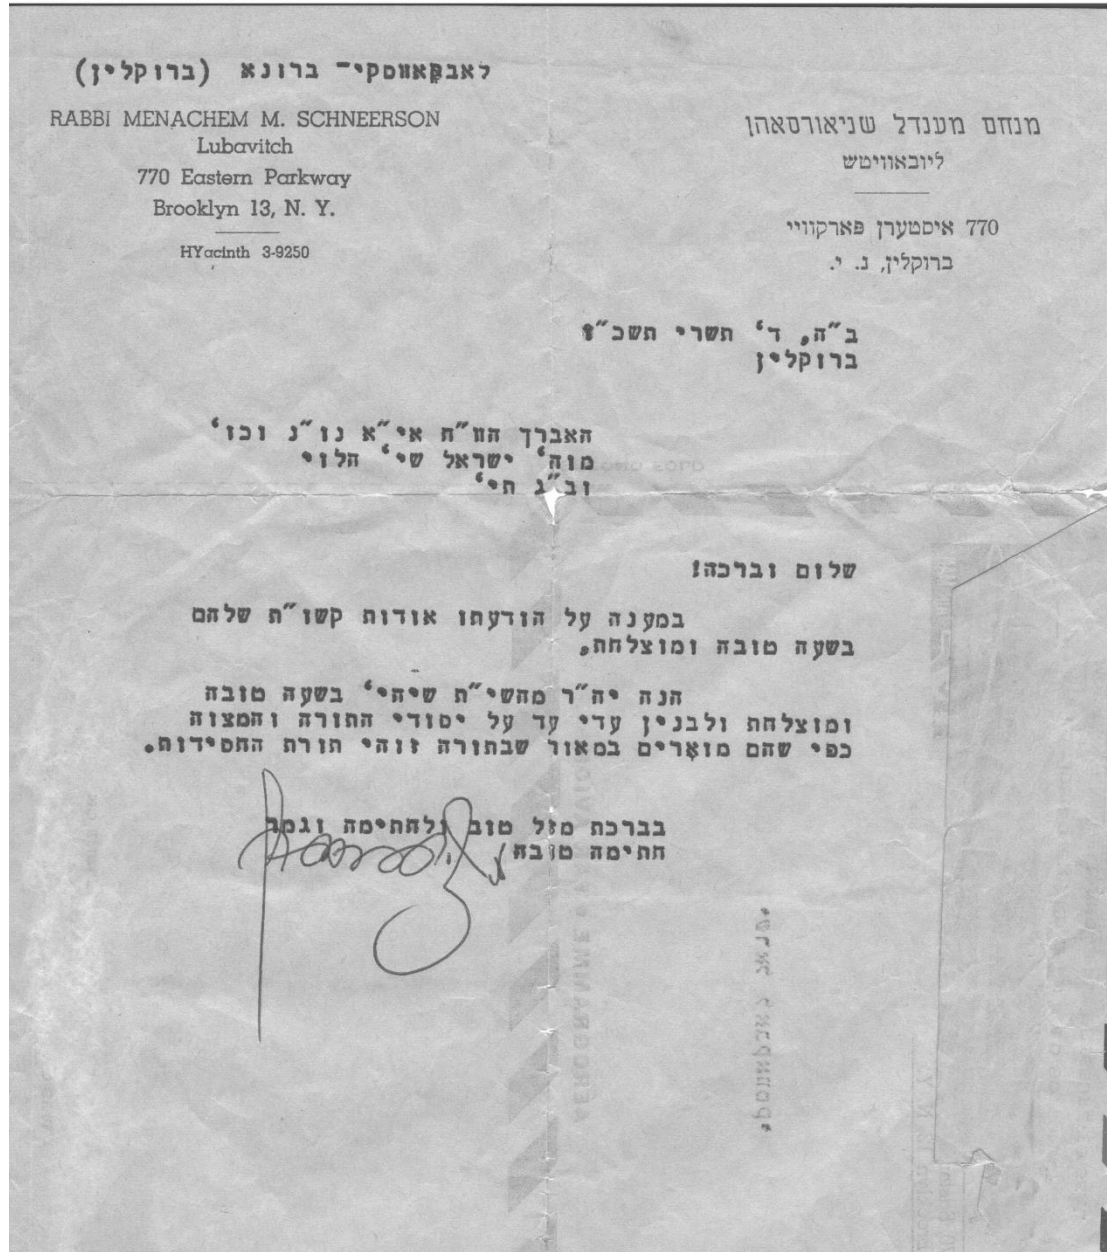 לאבקאווסקי- ברונא (ברוקלין)
RABBI MENACHEM M. SCHNEERSON
Lubavitch
770 Eastern Parkway
Brooklyn 13, N. Y.
HYacinth 3-9250
מנחם מענדל שניאורסאהן
ליובאוויטש
770 איסטערן פארקוויי
ברוקלין, נ. י.
ב"ה, ד' תשרי
ברוקלין
האברך הוו"ח אי"א נו"נ וכו'
מוה' ישראל שי' הלוי
וב"ג תי'
שלום וברכה!
במענה על הודעתו אודות קשו"ת שלהם
בשעה טובה ומוצלחת,
הנה יה"ר מהשי"ת שיהי' בשעה טובה
ומוצלחת ולבנין עדי עד על יסודי התורה והמצוה
כפי שהם מוארים במאור שבתורה זוהי תורת החסידות.
בברכת מזל טוב ולחתימה וגמר
חתימה טובה
AEROGRAMME